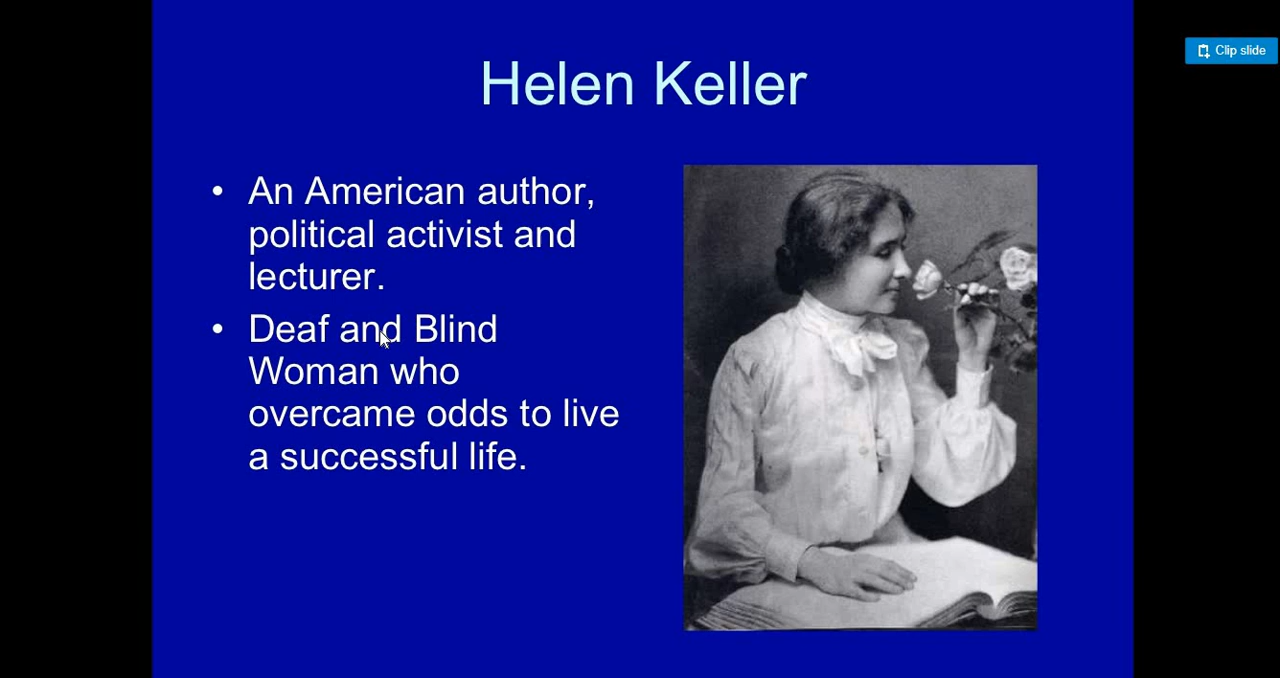 Clip slide
Helen Keller
• An American author,
political activist and
lecturer.
• Deaf and Blind
Woman who
overcame odds to live
a successful life.